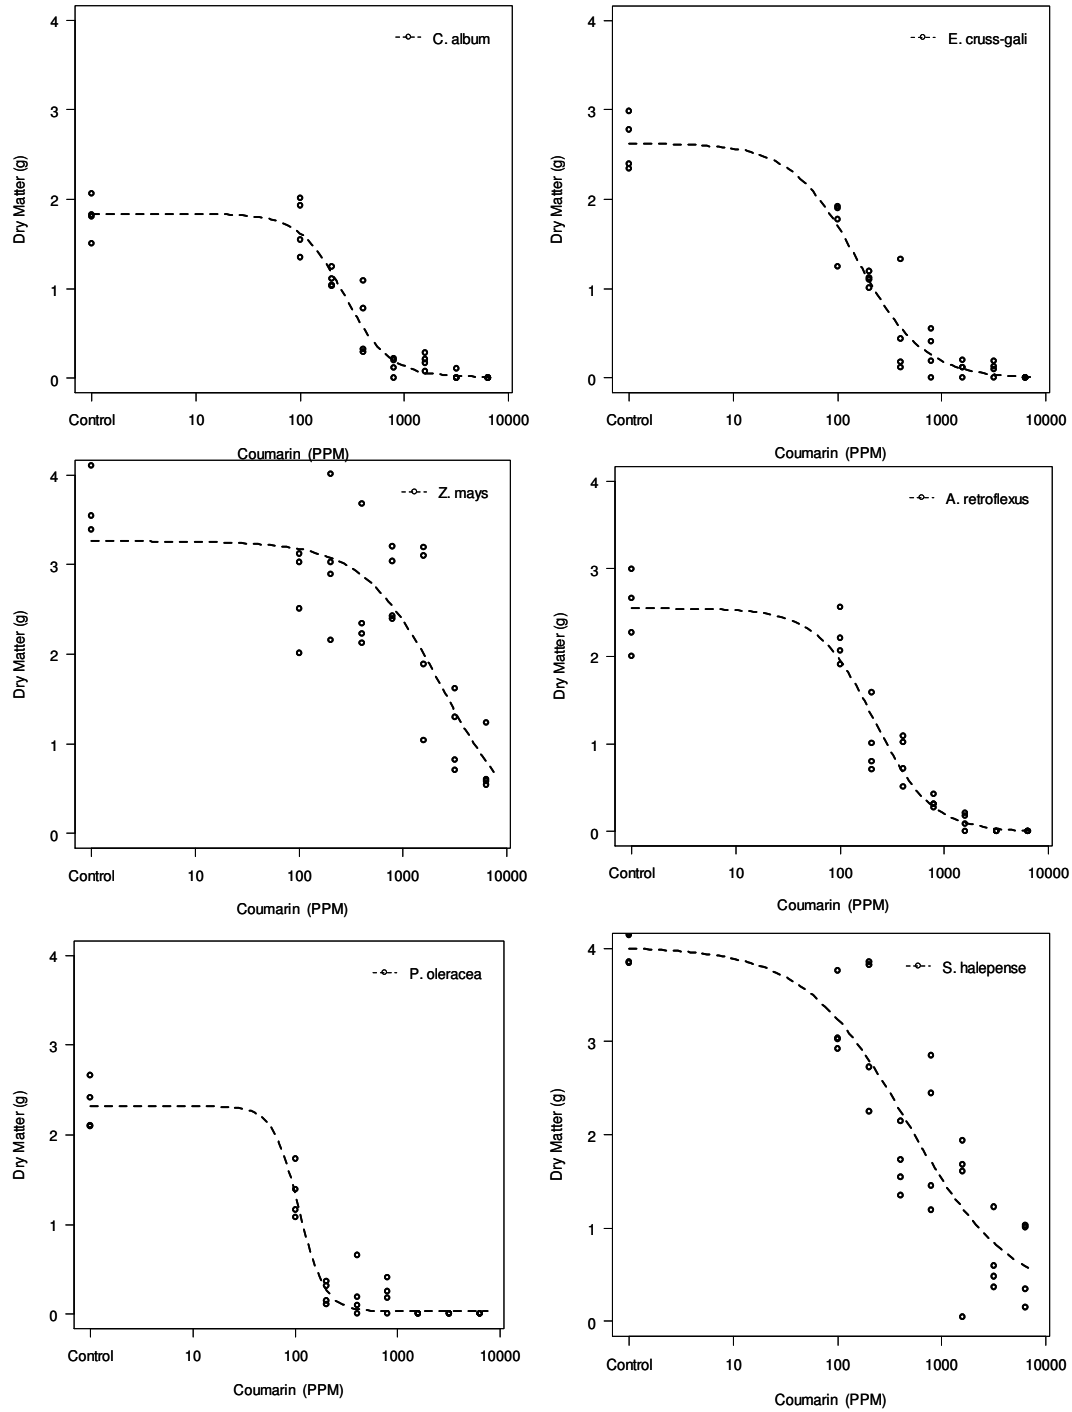 4
3
2
1
0
Dry Matter (g)
C. album
Control 10 100 1000 10000
Coumarin (PPM)
4
3
2
1
0
Dry Matter (g)
E. cruss-gali
Control 10 100 1000 10000
Coumarin (PPM)
4
3
2
1
0
Dry Matter (g)
Z. mays
Control 10 100 1000 10000
Coumarin (PPM)
4
3
2
1
0
Dry Matter (g)
A. retroflexus
Control 10 100 1000 10000
Coumarin (PPM)
4
3
2
1
0
Dry Matter (g)
P. oleracea
Control 10 100 1000 10000
Coumarin (PPM)
4
3
2
1
0
Dry Matter (g)
S. halepense
Control 10 100 1000 10000
Coumarin (PPM)